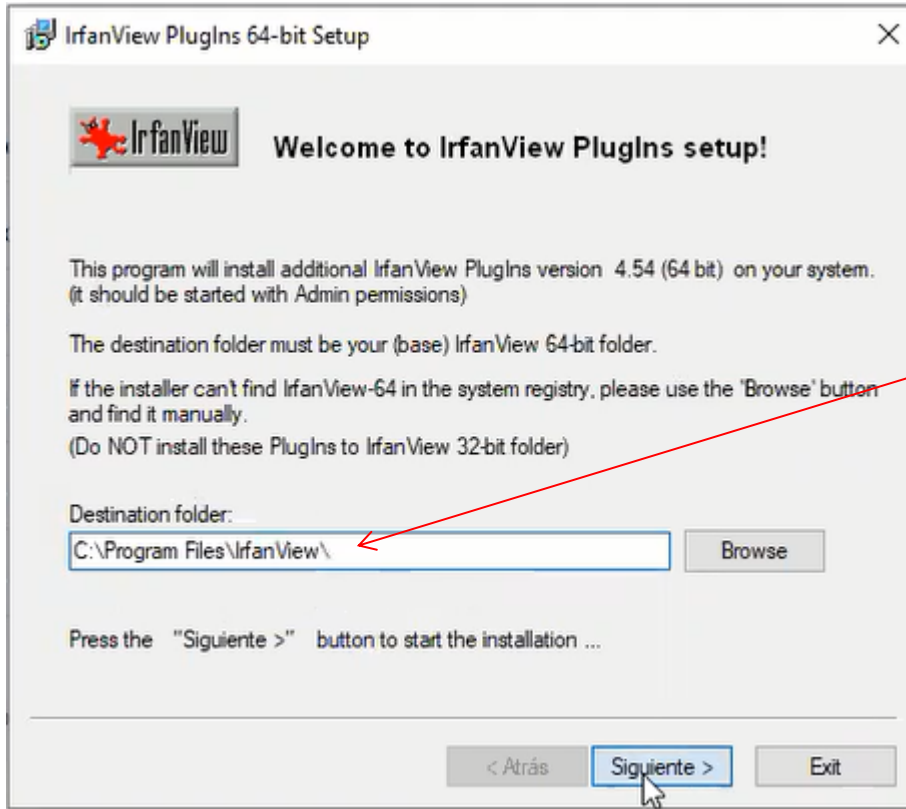 IrfanView PlugIns 64-bit Setup
IrfanView
Welcome to IrfanView PlugIns setup!
This program will install additional IrfanView PlugIns version 4.54 (64 bit) on your system.
(it should be started with Admin permissions)
The destination folder must be your (base) IrfanView 64-bit folder.
If the installer can't find IrfanView-64 in the system registry, please use the 'Browse' button
and find it manually.
(Do NOT install these PlugIns to IrfanView 32-bit folder)
Destination folder:
C:\Program Files\IrfanView\
Browse
Press the "Siguiente >" button to start the installation ...
< Atrás
Siguiente >
Exit